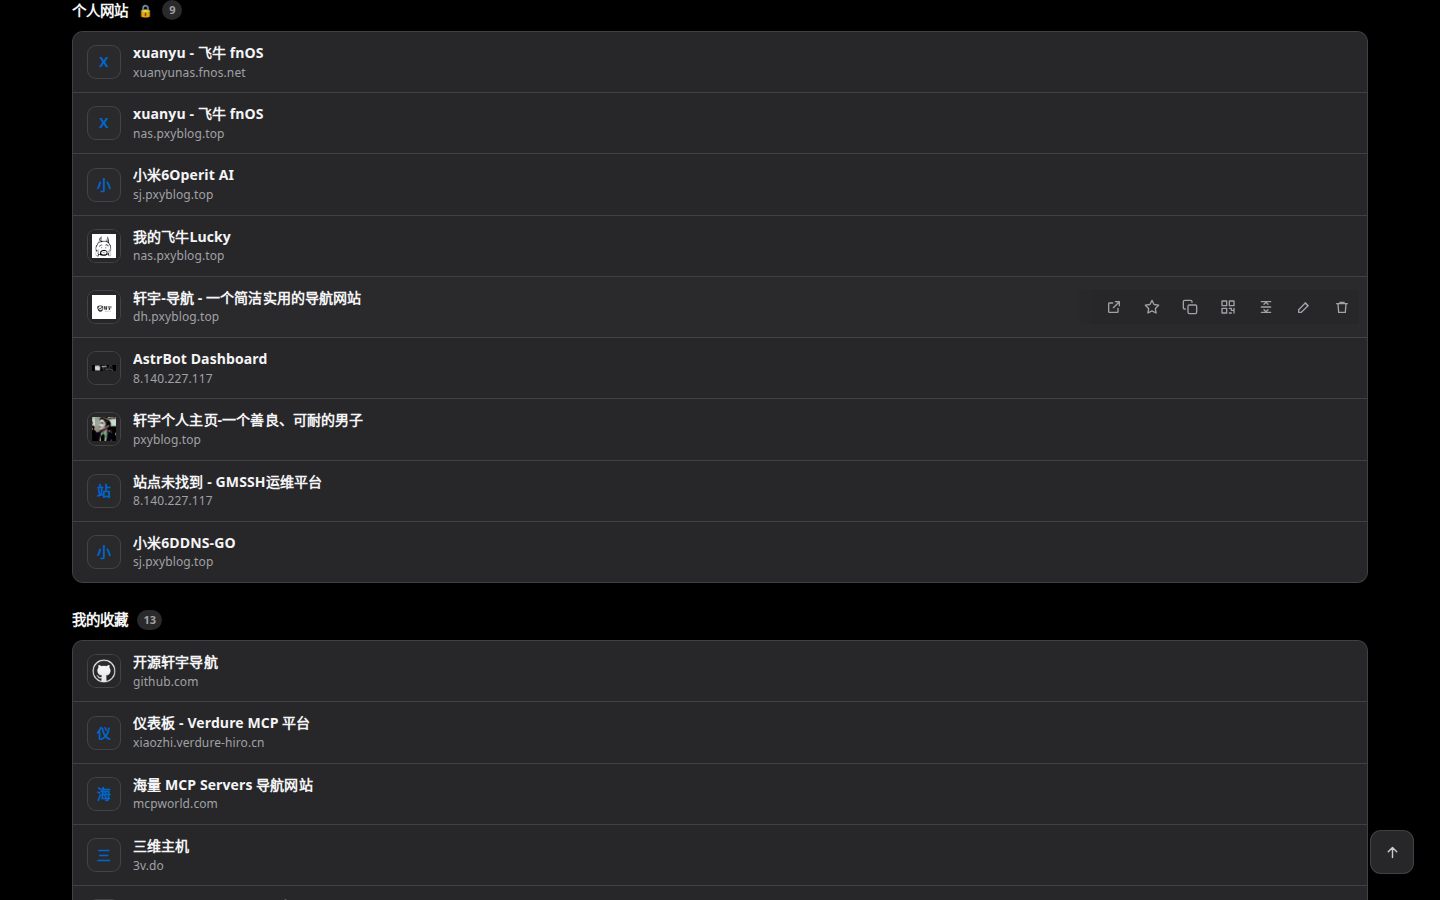 个人网站 🔒 9
X
xuanyu - 飞牛 fnOS
xuanyunas.fnos.net
X
xuanyu - 飞牛 fnOS
nas.pxyblog.top
小
小米6Operit AI
sj.pxyblog.top
我的飞牛Lucky
nas.pxyblog.top
轩宇-导航 - 一个简洁实用的导航网站
dh.pxyblog.top
AstrBot Dashboard
8.140.227.117
轩宇个人主页-一个善良、可耐的男子
pxyblog.top
站
站点未找到 - GMSSH运维平台
8.140.227.117
小
小米6DDNS-GO
sj.pxyblog.top
我的收藏 13
开源轩宇导航
github.com
仪
仪表板 - Verdure MCP 平台
xiaozhi.verdure-hiro.cn
海
海量 MCP Servers 导航网站
mcpworld.com
三
三维主机
3v.do